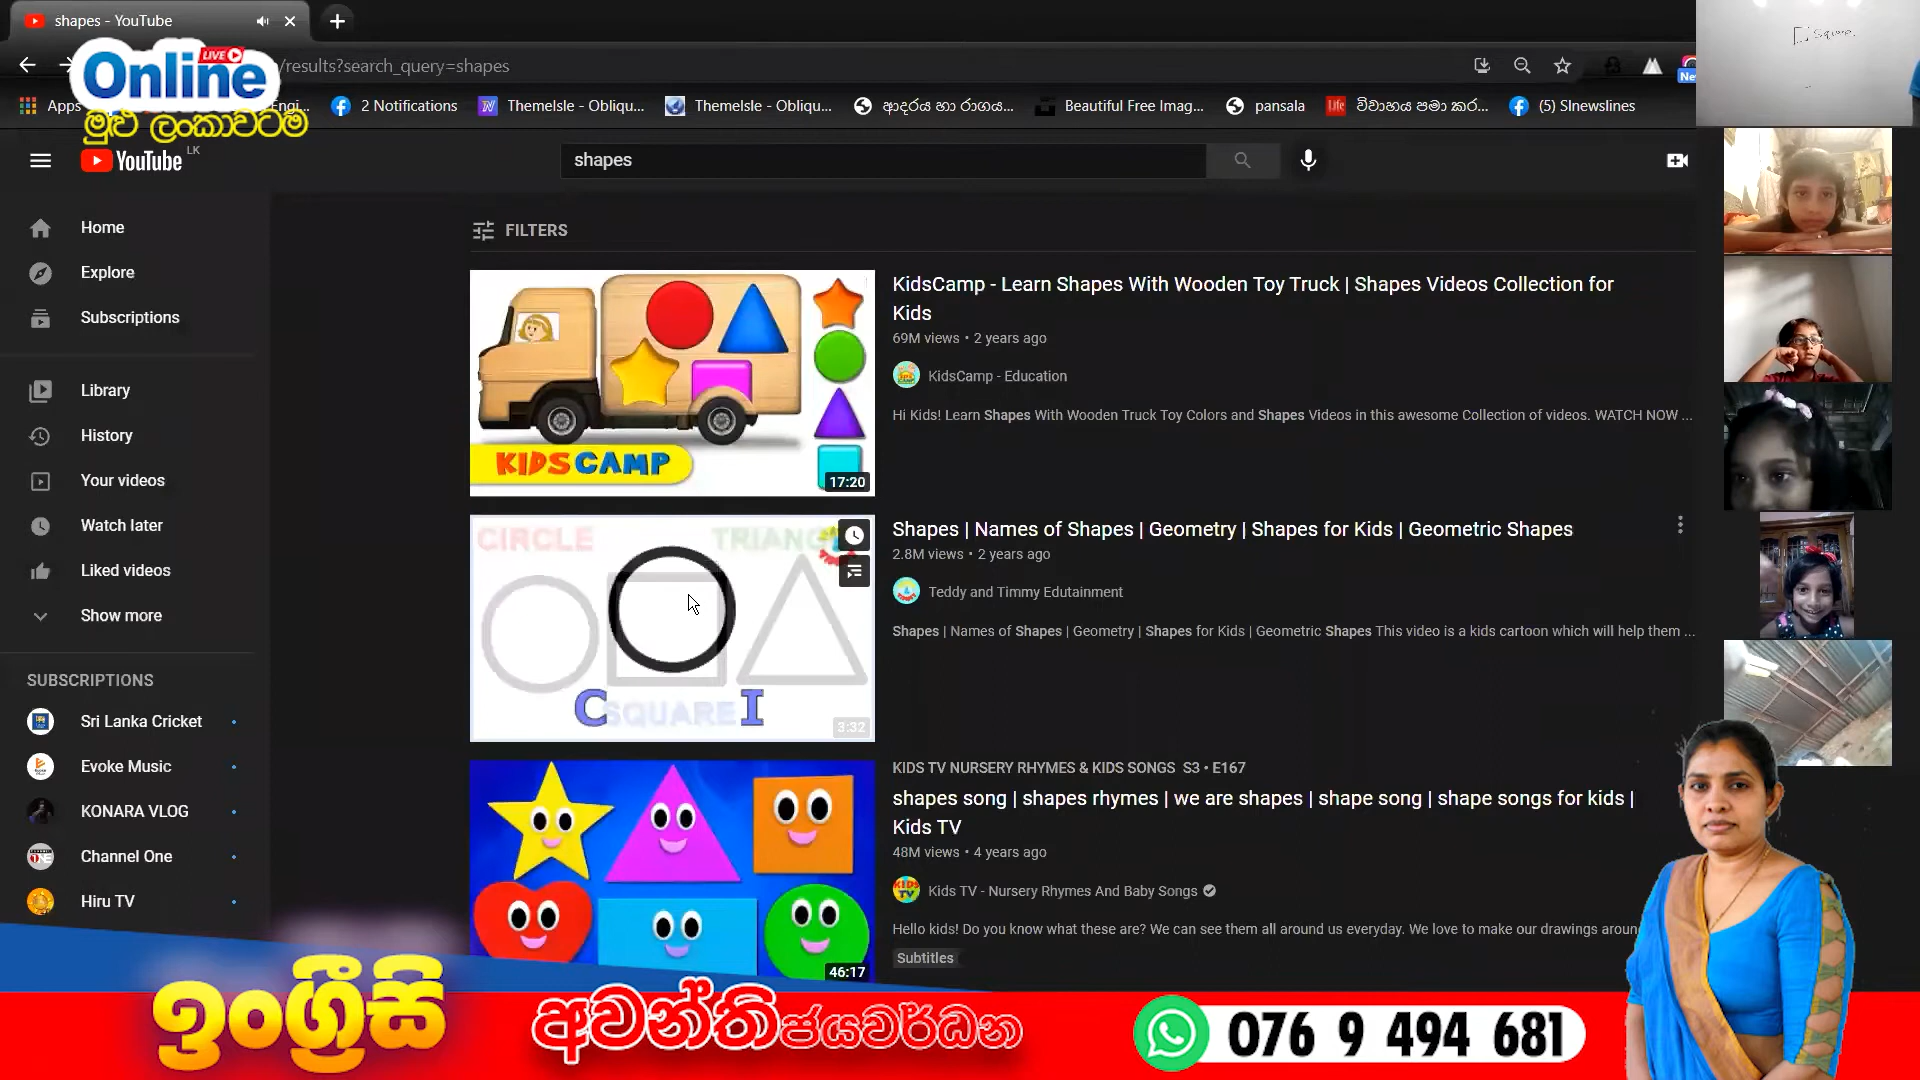 shapes - YouTube
LIVE
Online
මුළු ලංකාවටම
/results?search_query=shapes
Apps
2 Notifications
ThemeIsle - Obliqu...
ThemeIsle - Obliqu...
ආදරය හා රාගය...
Beautiful Free Imag...
pansala
Life
විවාහය පමා කර...
(5) SInewslines
YouTube LK
shapes
square
Home
Explore
Subscriptions
Library
History
Your videos
Watch later
Liked videos
Show more
SUBSCRIPTIONS
Sri Lanka Cricket
Evoke Music
KONARA VLOG
Channel One
Hiru TV
FILTERS
KIDSCAMP
17:20
KidsCamp - Learn Shapes With Wooden Toy Truck | Shapes Videos Collection for
Kids
69M views • 2 years ago
KidsCamp - Education
Hi Kids! Learn Shapes With Wooden Truck Toy Colors and Shapes Videos in this awesome Collection of videos. WATCH NOW ...
CIRCLE
TRIANG
C SQUARE I
3:32
Shapes | Names of Shapes | Geometry | Shapes for Kids | Geometric Shapes
2.8M views • 2 years ago
Teddy and Timmy Edutainment
Shapes | Names of Shapes | Geometry | Shapes for Kids | Geometric Shapes This video is a kids cartoon which will help them ...
46:17
KIDS TV NURSERY RHYMES & KIDS SONGS S3 • E167
shapes song | shapes rhymes | we are shapes | shape song | shape songs for kids |
Kids TV
48M views • 4 years ago
KIDS TV
Kids TV - Nursery Rhymes And Baby Songs
Hello kids! Do you know what these are? We can see them all around us everyday. We love to make our drawings aroun
Subtitles
ඉංග්‍රීසි
අවන්ති ජයවර්ධන
076 9 494 681